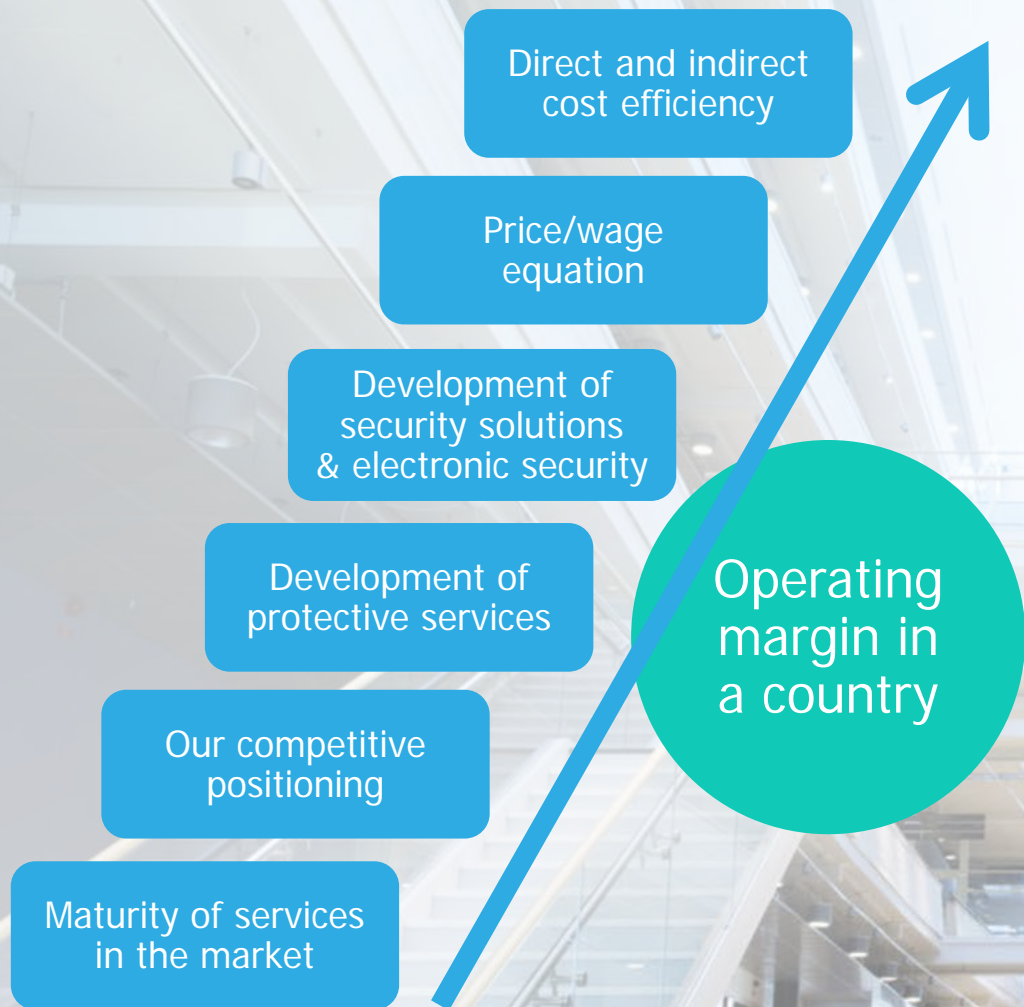 Direct and indirect
cost efficiency
Price/wage
equation
Development of
security solutions
& electronic security
Development of
protective services
Operating
margin in
a country
Our competitive
positioning
Maturity of services
in the market